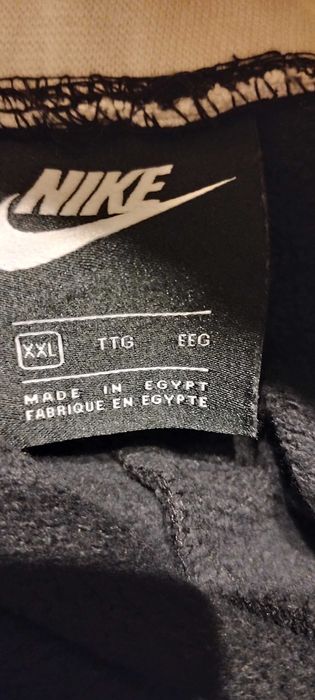 NIKE
XXL TTG EEG
MADE IN EGYPT
FABRIQUE EN EGYPTE